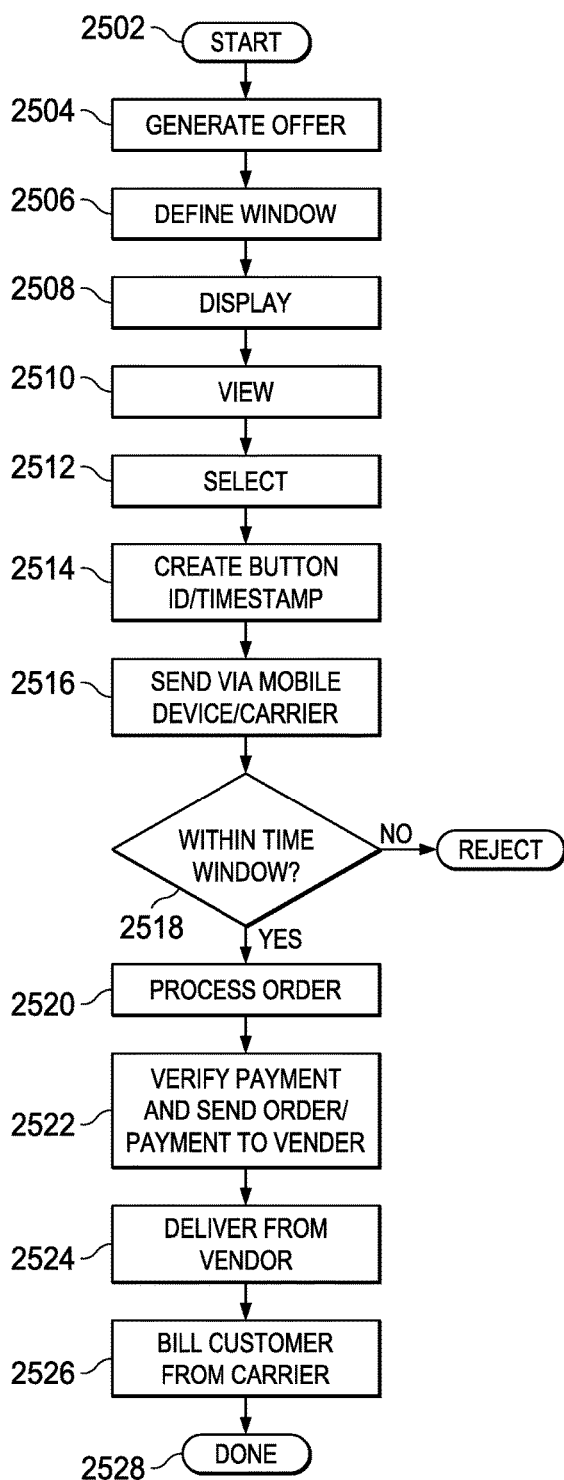 2502
START
2504
GENERATE OFFER
2506
DEFINE WINDOW
2508
DISPLAY
2510
VIEW
2512
SELECT
2514
CREATE BUTTON
ID/TIMESTAMP
2516
SEND VIA MOBILE
DEVICE/CARRIER
WITHIN TIME
WINDOW?
NO
REJECT
2518
YES
2520
PROCESS ORDER
2522
VERIFY PAYMENT
AND SEND ORDER/
PAYMENT TO VENDER
2524
DELIVER FROM
VENDOR
2526
BILL CUSTOMER
FROM CARRIER
2528
DONE